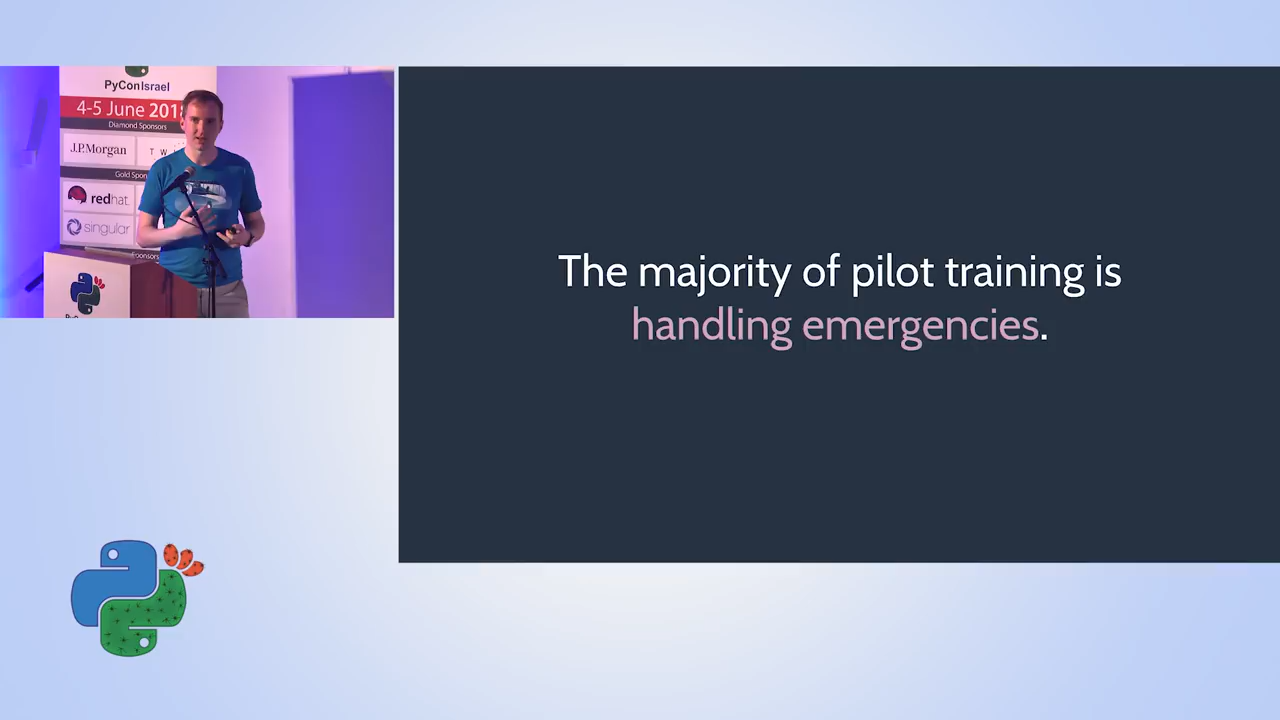 PyConIsrael
4-5 June 201
Diamond Sponsors
J.P.Morgan
T W
Gold Spon
redhat.
singular
Sponsors
The majority of pilot training is
handling emergencies.